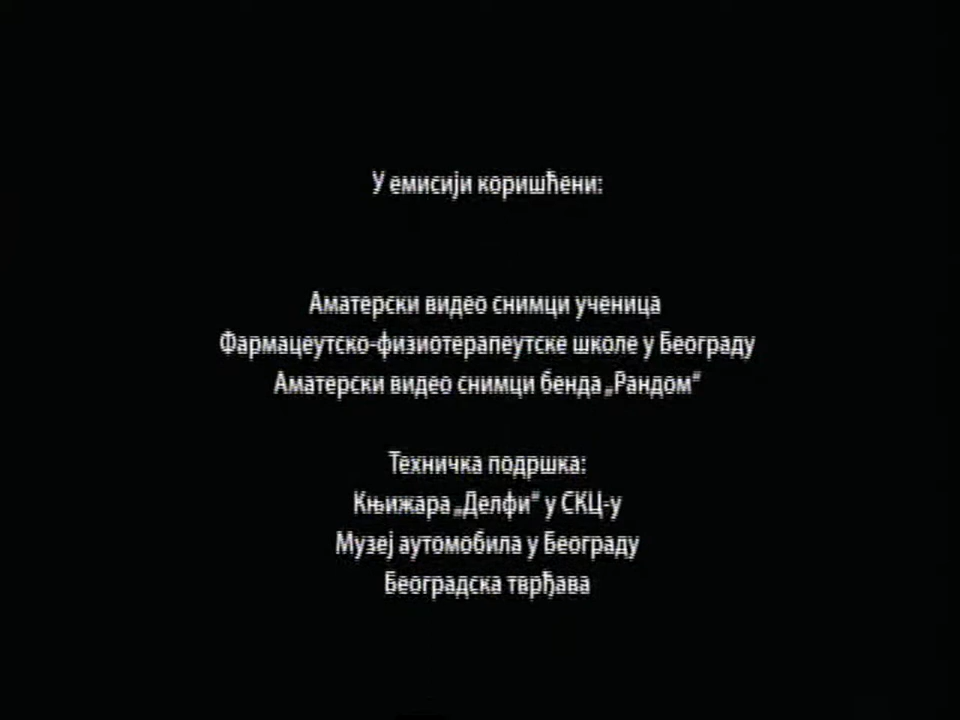 У емисији коришћени:
Аматерски видео снимци ученица
Фармацеутско-физиотерапеутске школе у Београду
Аматерски видео снимци бенда „Рандом“
Техничка подршка:
Књижара „Делфи“ у СКЦ-у
Музеј аутомобила у Београду
Београдска тврђава